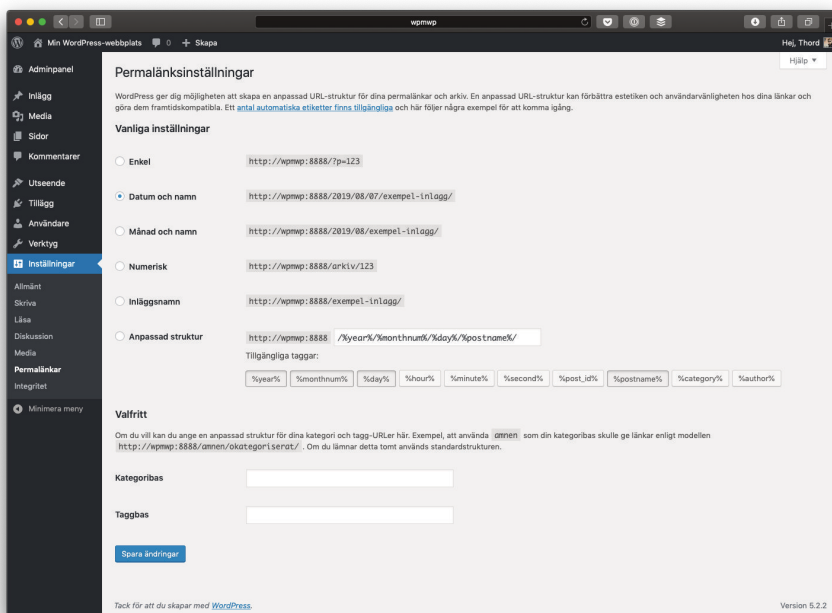 wpmwp
Min WordPress-webbplats 0 + Skapa
Hej, Thord
Adminpanel
Inlägg
Media
Sidor
Kommentarer
Utseende
Tillägg
Användare
Verktyg
Inställningar
Allmänt
Skriva
Läsa
Diskussion
Media
Permalänkar
Integritet
Minimera meny
Hjälp
Permalänksinställningar
WordPress ger dig möjligheten att skapa en anpassad URL-struktur för dina permalänkar och arkiv. En anpassad URL-struktur kan förbättra estetiken och användarvänligheten hos dina länkar och
göra dem framtidskompatibla. Ett antal automatiska etiketter finns tillgängliga och här följer några exempel för att komma igång.
Vanliga inställningar
Enkel http://wpmwp:8888/?p=123
Datum och namn http://wpmwp:8888/2019/08/07/exempel-inlagg/
Månad och namn http://wpmwp:8888/2019/08/exempel-inlagg/
Numerisk http://wpmwp:8888/arkiv/123
Inläggsnamn http://wpmwp:8888/exempel-inlagg/
Anpassad struktur http://wpmwp:8888 /%year%/%monthnum%/%day%/%postname%/
Tillgängliga taggar:
%year% %monthnum% %day% %hour% %minute% %second% %post_id% %postname% %category% %author%
Valfritt
Om du vill kan du ange en anpassad struktur för dina kategori och tagg-URLer här. Exempel, att använda amnen som din kategoribas skulle ge länkar enligt modellen
http://wpmwp:8888/amnen/okategoriserat/ . Om du lämnar detta tomt används standardstrukturen.
Kategoribas
Taggbas
Spara ändringar
Tack för att du skapar med WordPress.
Version 5.2.2